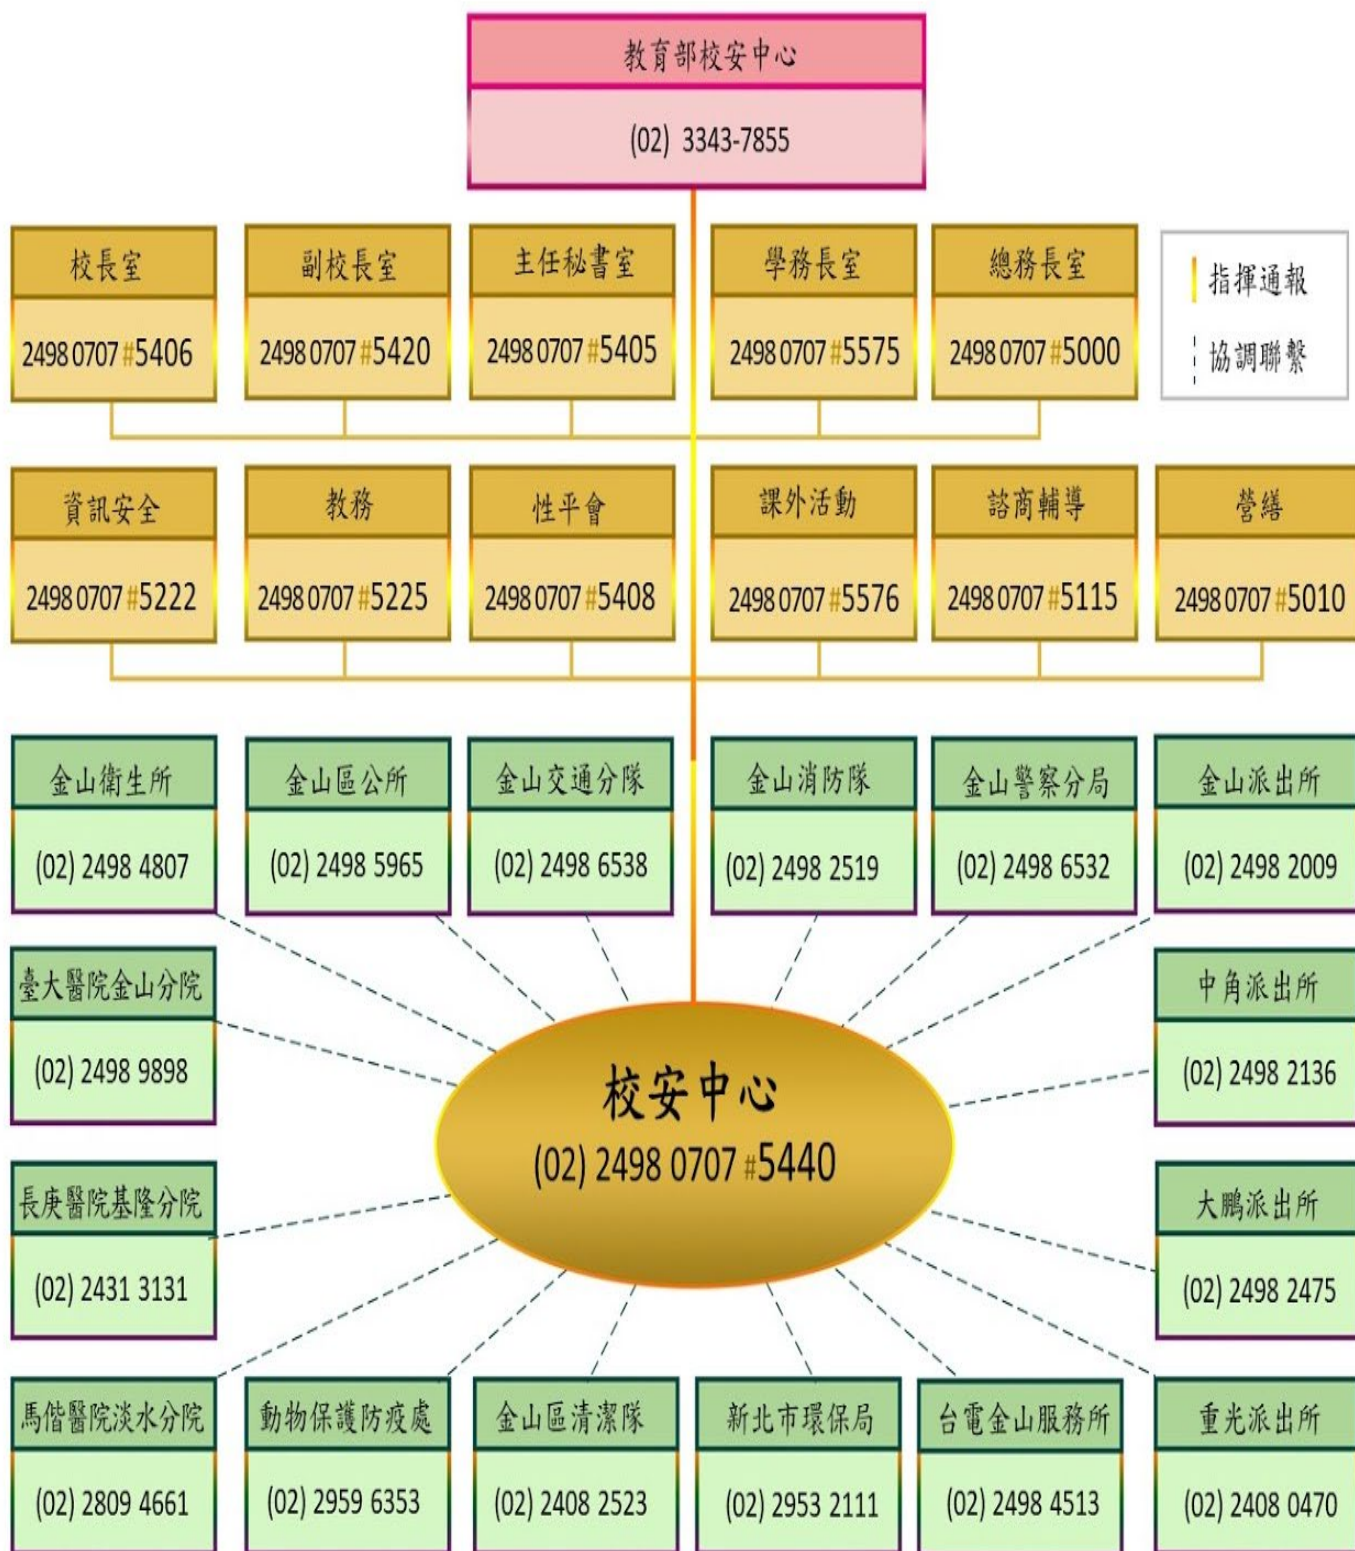 教育部校安中心
(02) 3343-7855
校長室
2498 0707 #5406
副校長室
2498 0707 #5420
主任秘書室
2498 0707 #5405
學務長室
2498 0707 #5575
總務長室
2498 0707 #5000
指揮通報
協調聯繫
資訊安全
2498 0707 #5222
教務
2498 0707 #5225
性平會
2498 0707 #5408
課外活動
2498 0707 #5576
諮商輔導
2498 0707 #5115
營繕
2498 0707 #5010
金山衛生所
(02) 2498 4807
金山區公所
(02) 2498 5965
金山交通分隊
(02) 2498 6538
金山消防隊
(02) 2498 2519
金山警察分局
(02) 2498 6532
金山派出所
(02) 2498 2009
臺大醫院金山分院
(02) 2498 9898
中角派出所
(02) 2498 2136
校安中心
(02) 2498 0707 #5440
長庚醫院基隆分院
(02) 2431 3131
大鵬派出所
(02) 2498 2475
馬偕醫院淡水分院
(02) 2809 4661
動物保護防疫處
(02) 2959 6353
金山區清潔隊
(02) 2408 2523
新北市環保局
(02) 2953 2111
台電金山服務所
(02) 2498 4513
重光派出所
(02) 2408 0470